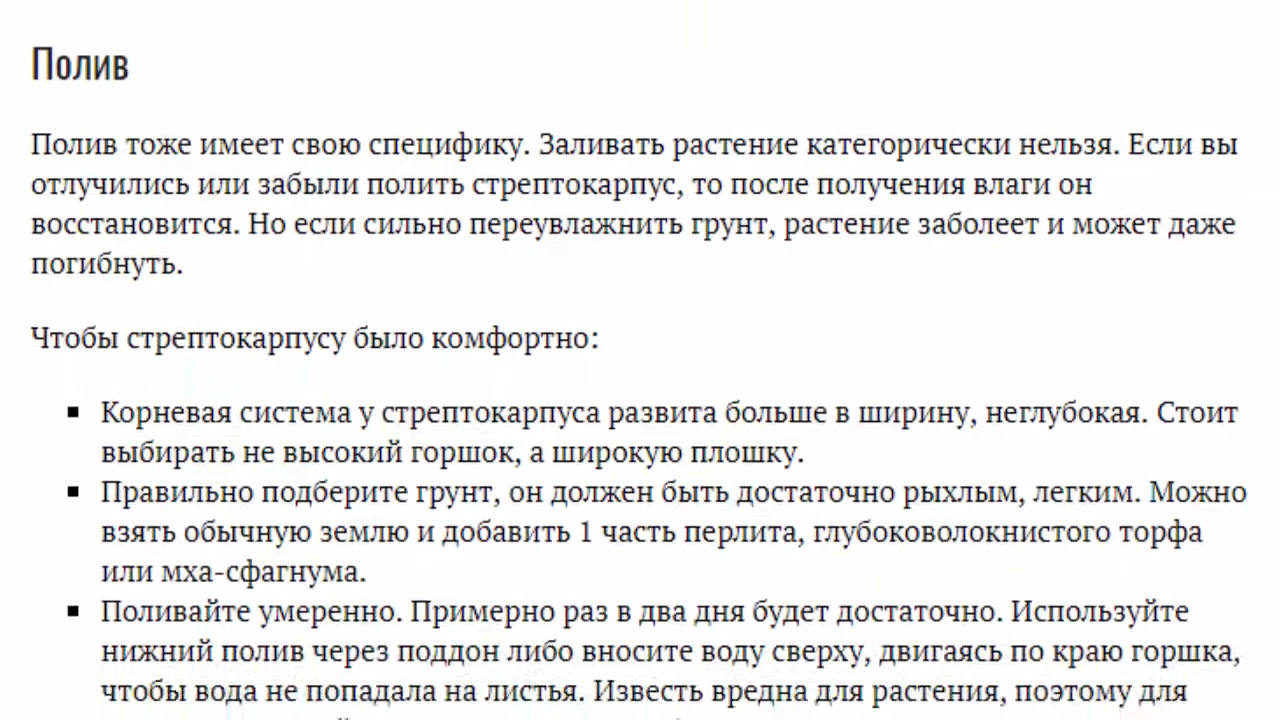 Полив
Полив тоже имеет свою специфику. Заливать растение категорически нельзя. Если вы
отлучились или забыли полить стрептокарпус, то после получения влаги он
восстановится. Но если сильно переувлажнить грунт, растение заболеет и может даже
погибнуть.
Чтобы стрептокарпусу было комфортно:
Корневая система у стрептокарпуса развита больше в ширину, неглубокая. Стоит
выбирать не высокий горшок, а широкую плошку.
Правильно подберите грунт, он должен быть достаточно рыхлым, легким. Можно
взять обычную землю и добавить 1 часть перлита, глубоковолокнистого торфа
или мха-сфагнума.
Поливайте умеренно. Примерно раз в два дня будет достаточно. Используйте
нижний полив через поддон либо вносите воду сверху, двигаясь по краю горшка,
чтобы вода не попадала на листья. Известь вредна для растения, поэтому для